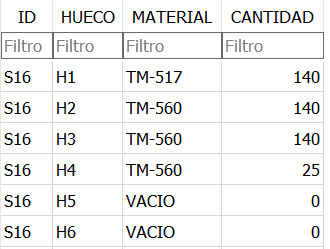 ID HUECO MATERIAL CANTIDAD
Filtro Filtro Filtro Filtro
S16 H1 TM-517 140
S16 H2 TM-560 140
S16 H3 TM-560 140
S16 H4 TM-560 25
S16 H5 VACIO 0
S16 H6 VACIO 0